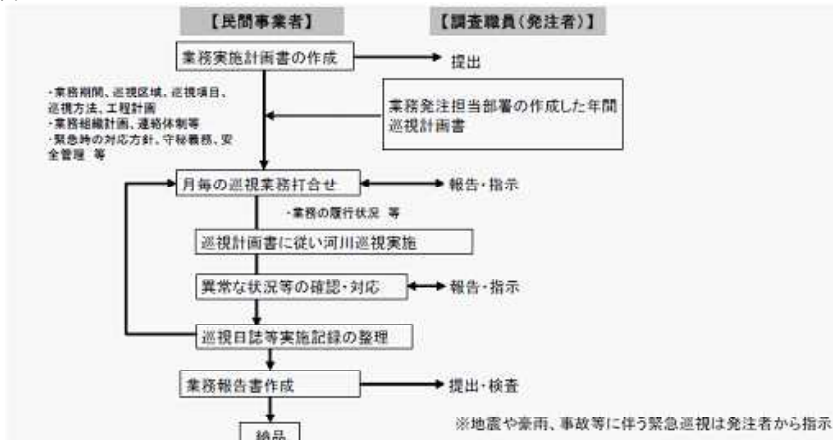 【民間事業者】
【調査職員(発注者)】
業務実施計画書の作成
提出
・業務期間、巡視区域、巡視項目、
巡視方法、工程計画
・業務組織計画、連絡体制等
・緊急時の対応方針、守秘義務、安
全管理 等
業務発注担当部署の作成した年間
巡視計画書
月毎の巡視業務打合せ
報告・指示
・業務の履行状況 等
巡視計画書に従い河川巡視実施
異常な状況等の確認・対応
報告・指示
巡視日誌等実施記録の整理
業務報告書作成
提出・検査
※地震や豪雨、事故等に伴う緊急巡視は発注者から指示
納品